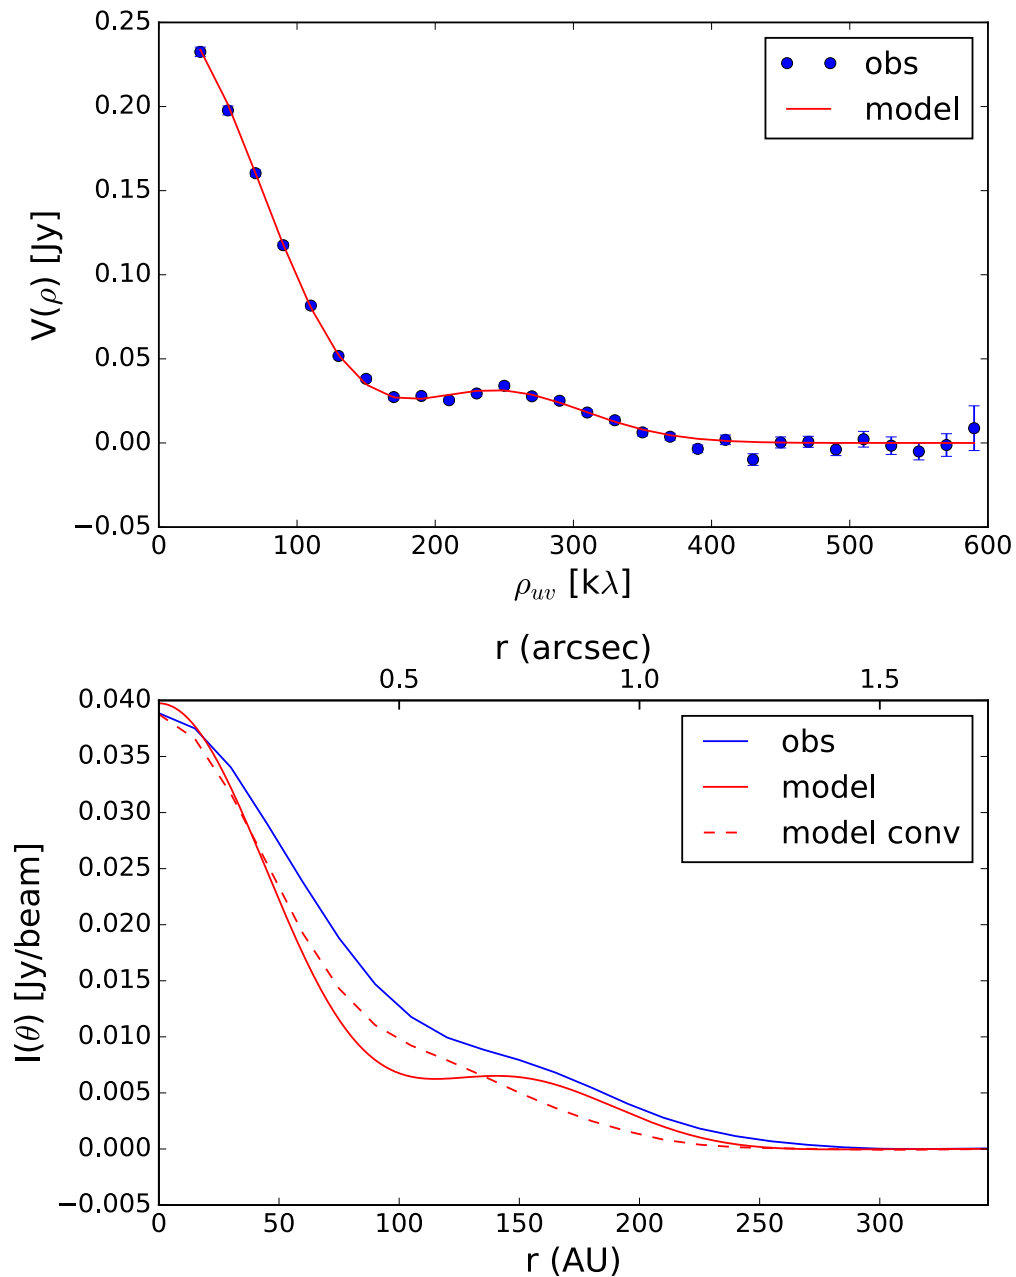 0.25
0.20
0.15
0.10
0.05
0.00
−0.05
V(ρ) [Jy]
obs
model
0 100 200 300 400 500 600
ρuv [kλ]
r (arcsec)
0.5 1.0 1.5
0.040
0.035
0.030
0.025
0.020
0.015
0.010
0.005
0.000
−0.005
I(θ) [Jy/beam]
obs
model
model conv
0 50 100 150 200 250 300
r (AU)